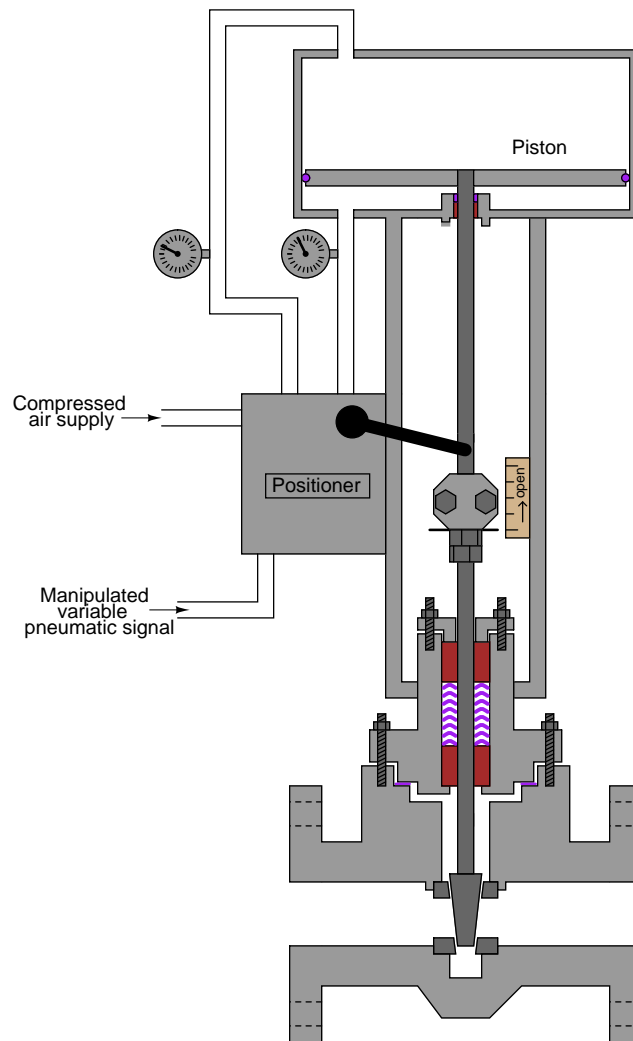 Piston
Compressed
air supply
Positioner
open
Manipulated
variable
pneumatic signal